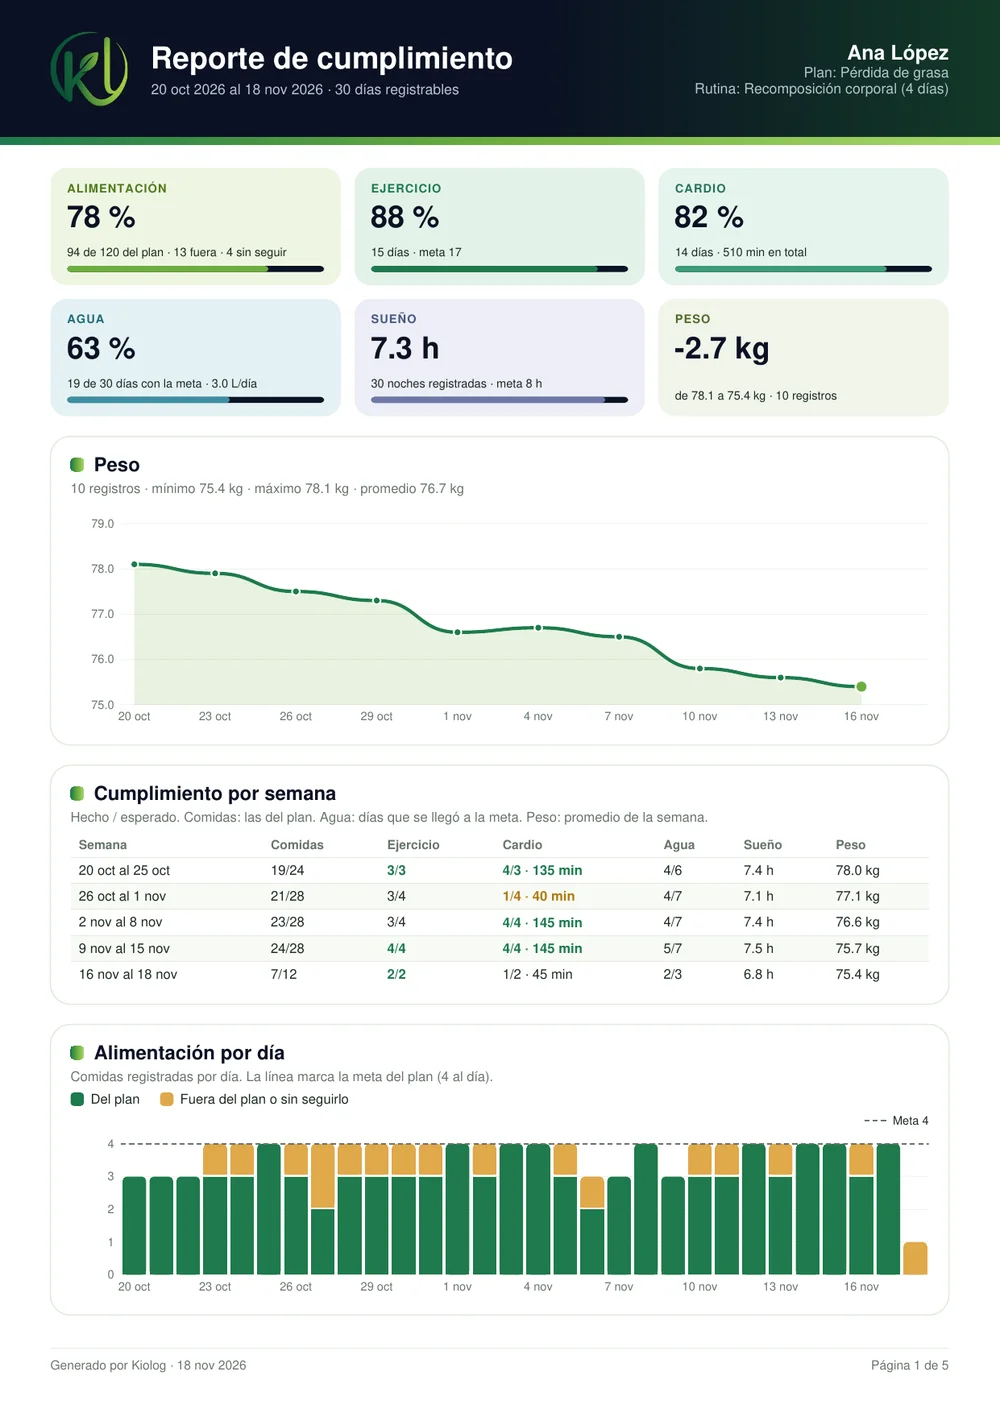 kl
Reporte de cumplimiento
20 oct 2026 al 18 nov 2026 · 30 días registrables
Ana López
Plan: Pérdida de grasa
Rutina: Recomposición corporal (4 días)
ALIMENTACIÓN
78 %
94 de 120 del plan · 13 fuera · 4 sin seguir
EJERCICIO
88 %
15 días · meta 17
CARDIO
82 %
14 días · 510 min en total
AGUA
63 %
19 de 30 días con la meta · 3.0 L/día
SUEÑO
7.3 h
30 noches registradas · meta 8 h
PESO
-2.7 kg
de 78.1 a 75.4 kg · 10 registros
Peso
10 registros · mínimo 75.4 kg · máximo 78.1 kg · promedio 76.7 kg
79.0
78.0
77.0
76.0
75.0
20 oct 23 oct 26 oct 29 oct 1 nov 4 nov 7 nov 10 nov 13 nov 16 nov
Cumplimiento por semana
Hecho / esperado. Comidas: las del plan. Agua: días que se llegó a la meta. Peso: promedio de la semana.
Semana Comidas Ejercicio Cardio Agua Sueño Peso
20 oct al 25 oct 19/24 3/3 4/3 · 135 min 4/6 7.4 h 78.0 kg
26 oct al 1 nov 21/28 3/4 1/4 · 40 min 4/7 7.1 h 77.1 kg
2 nov al 8 nov 23/28 3/4 4/4 · 145 min 4/7 7.4 h 76.6 kg
9 nov al 15 nov 24/28 4/4 4/4 · 145 min 5/7 7.5 h 75.7 kg
16 nov al 18 nov 7/12 2/2 1/2 · 45 min 2/3 6.8 h 75.4 kg
Alimentación por día
Comidas registradas por día. La línea marca la meta del plan (4 al día).
Del plan Fuera del plan o sin seguirlo
Meta 4
4
3
2
1
0
20 oct 23 oct 26 oct 29 oct 1 nov 4 nov 7 nov 10 nov 13 nov 16 nov
Generado por Kiolog · 18 nov 2026
Página 1 de 5